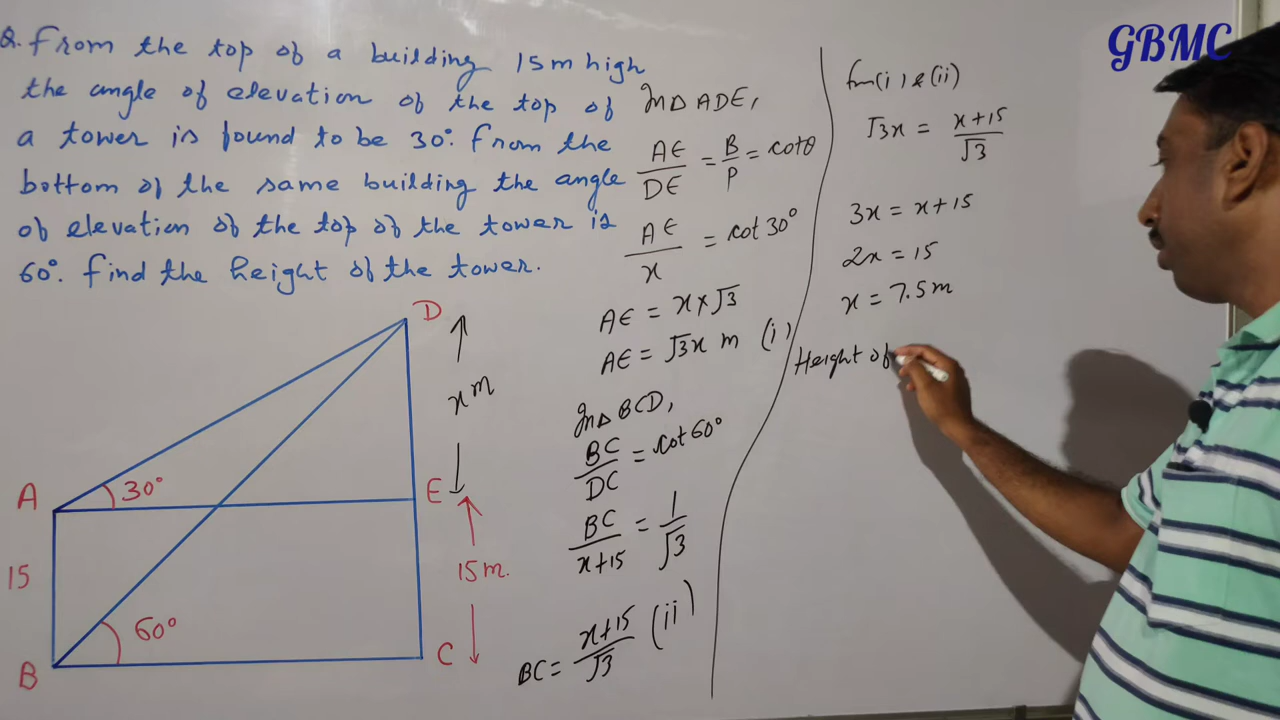 GBMC
Q. From the top of a building 15m high
the angle of elevation of the top of
a tower is found to be 30°. From the
bottom of the same building the angle
of elevation of the top of the tower is
60°. Find the height of the tower.
D
x m
A
30°
E
15
15m.
60°
B
C
In△ ADE,
AE/DE = B/P = cotθ
AE/x = cot 30°
AE = x×√3
AE = √3x m (i)
In△ BCD,
BC/DC = cot 60°
BC/x+15 = 1/√3
BC = x+15/√3 (ii)
from(i) & (ii)
√3x = x+15/√3
3x = x+15
2x = 15
x = 7.5m
Height of